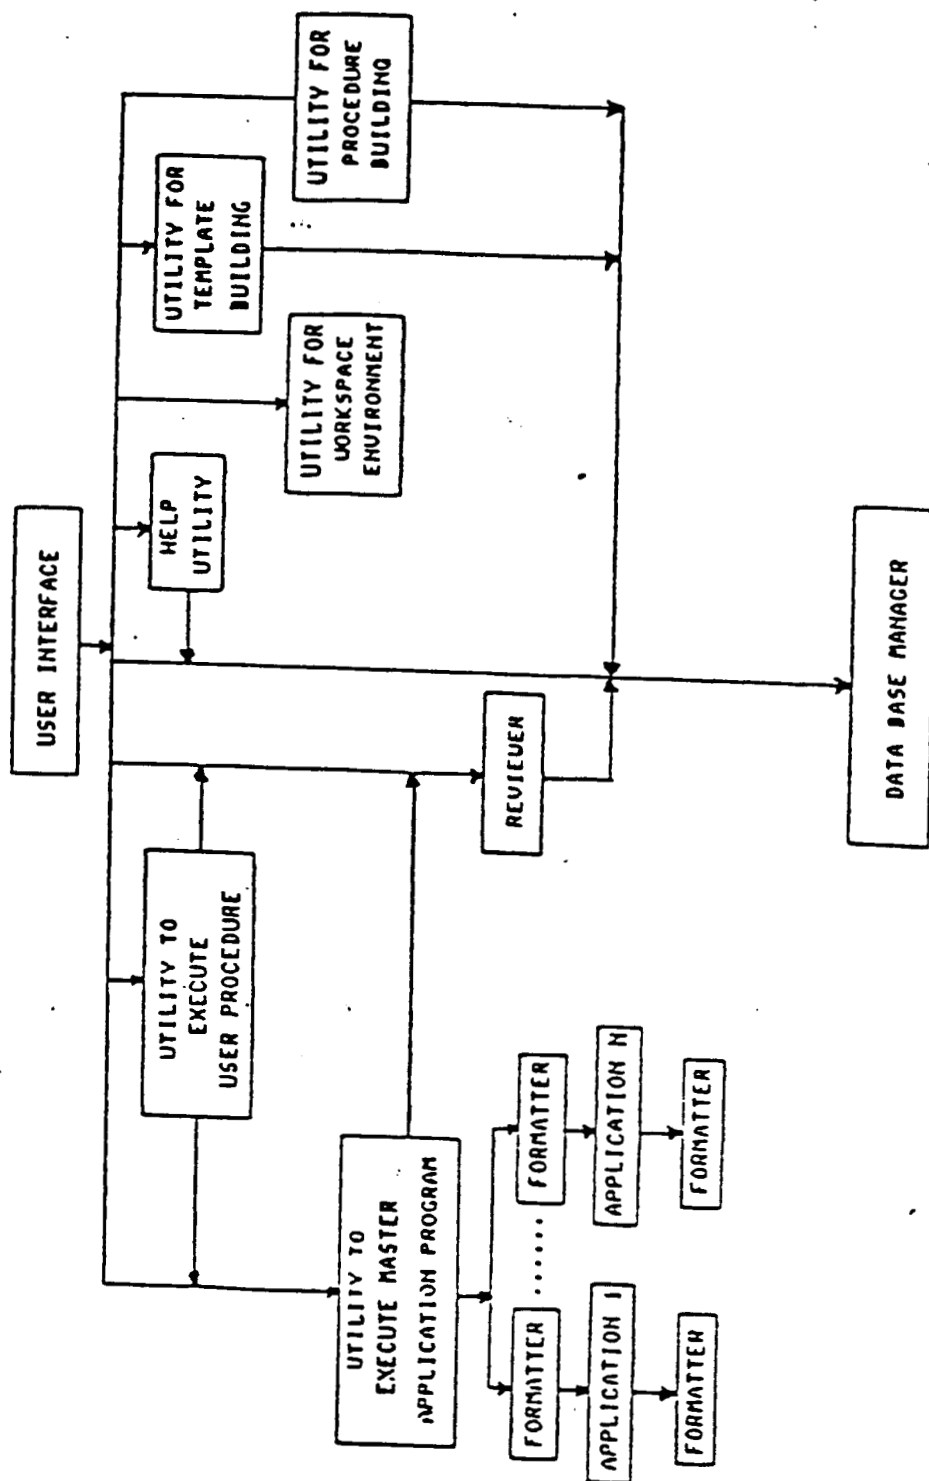 USER INTERFACE
UTILITY TO
EXECUTE
USER PROCEDURE
HELP
UTILITY
UTILITY FOR
TEMPLATE
BUILDING
UTILITY FOR
WORKSPACE
ENVIRONMENT
UTILITY FOR
PROCEDURE
BUILDING
UTILITY TO
EXECUTE MASTER
APPLICATION PROGRAM
REVIEWER
FORMATTER
......
FORMATTER
APPLICATION 1
APPLICATION N
FORMATTER
FORMATTER
DATA BASE MANAGER